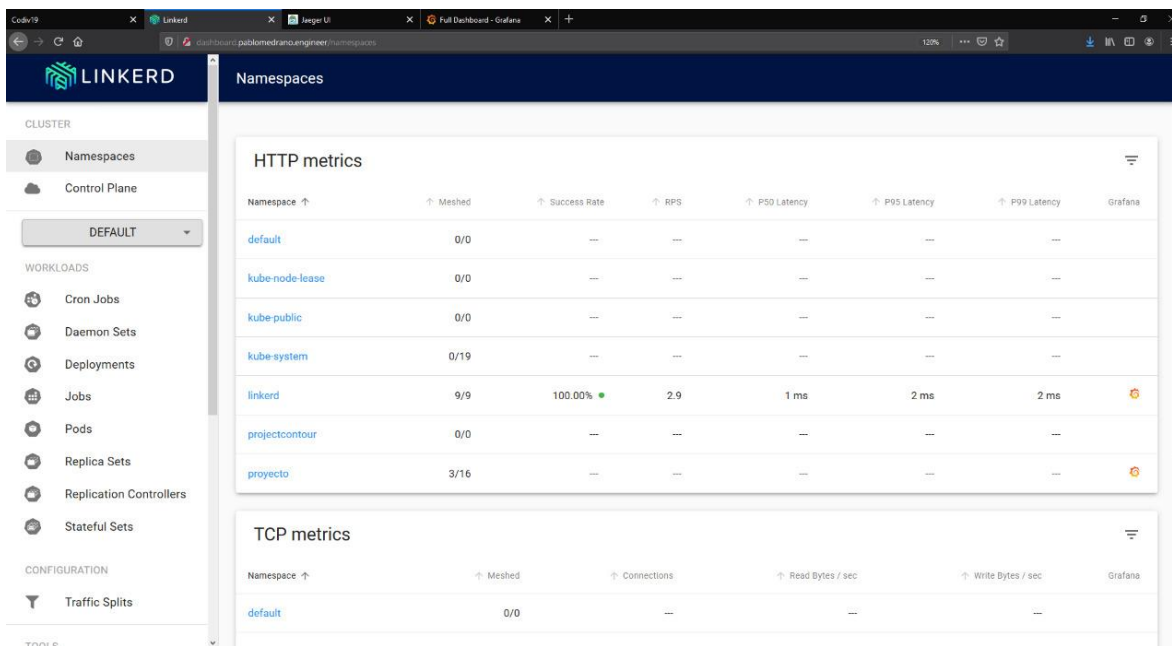 Codiv19 Linkerd Jaeger UI Full Dashboard - Grafana
dashboard.pablomedrano.engineer/namespaces 120%
LINKERD Namespaces
CLUSTER
Namespaces
Control Plane
DEFAULT
WORKLOADS
Cron Jobs
Daemon Sets
Deployments
Jobs
Pods
Replica Sets
Replication Controllers
Stateful Sets
CONFIGURATION
Traffic Splits
TOOLS
HTTP metrics
Namespace Meshed Success Rate RPS P50 Latency P95 Latency P99 Latency Grafana
default 0/0 --- --- --- --- ---
kube-node-lease 0/0 --- --- --- --- ---
kube-public 0/0 --- --- --- --- ---
kube-system 0/19 --- --- --- --- ---
linkerd 9/9 100.00% 2.9 1 ms 2 ms 2 ms
projectcontour 0/0 --- --- --- --- ---
proyecto 3/16 --- --- --- --- ---
TCP metrics
Namespace Meshed Connections Read Bytes / sec Write Bytes / sec Grafana
default 0/0 --- --- ---